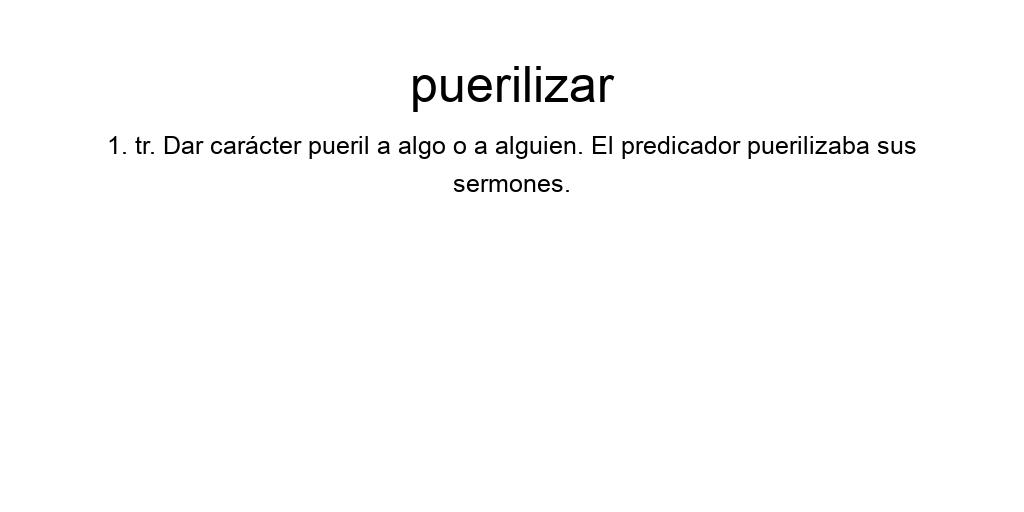 puerilizar
1. tr. Dar carácter pueril a algo o a alguien. El predicador puerilizaba sus
sermones.